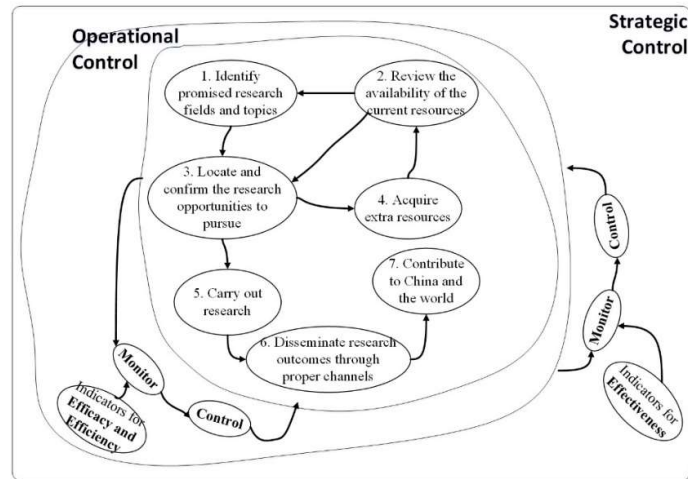 Operational
Control
Strategic
Control
1. Identify
promised research
fields and topics
2. Review the
availability of the
current resources
3. Locate and
confirm the research
opportunities to
pursue
4. Acquire
extra resources
5. Carry out
research
7. Contribute
to China and
the world
6. Disseminate research
outcomes through
proper channels
Monitor
Control
Indicators for
Efficacy and
Efficiency
Control
Monitor
Indicators for
Effectiveness